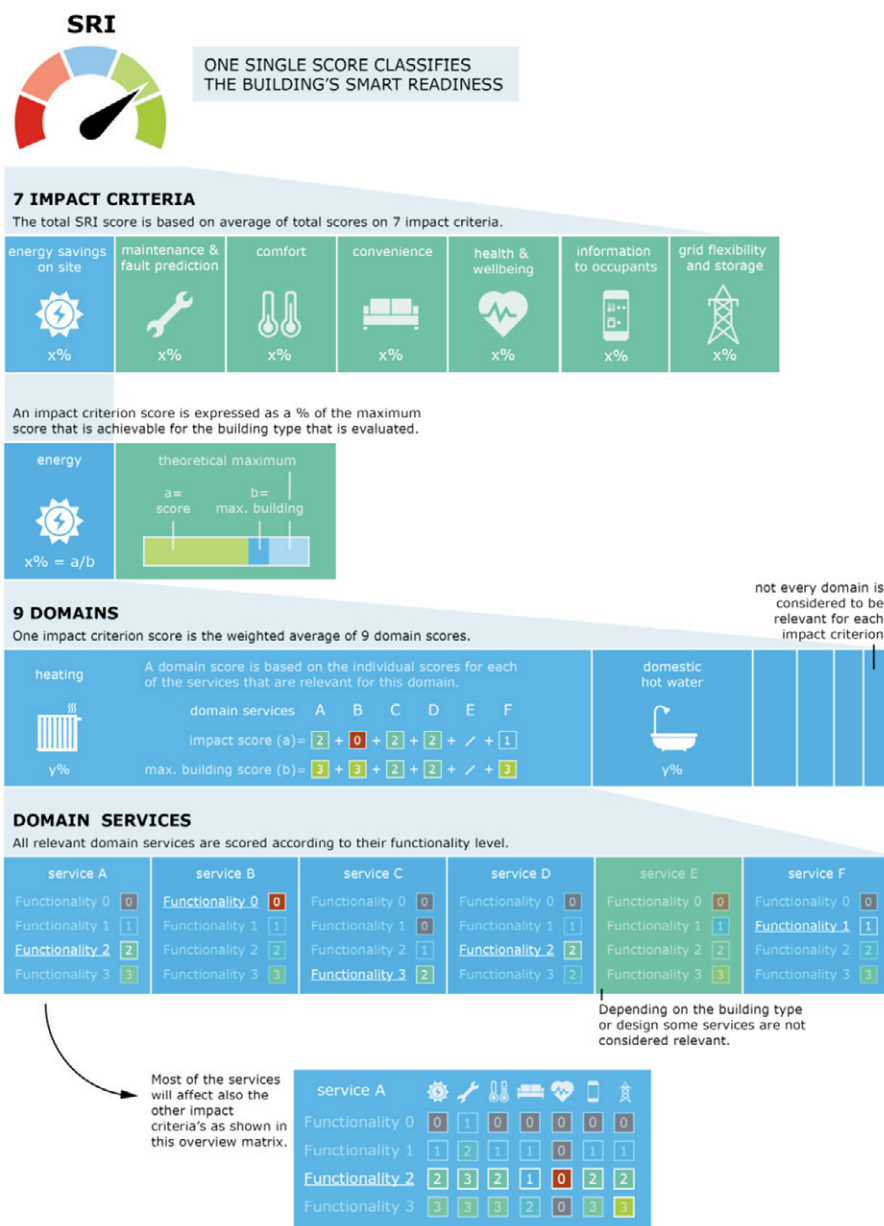 SRI
ONE SINGLE SCORE CLASSIFIES
THE BUILDING'S SMART READINESS
7 IMPACT CRITERIA
The total SRI score is based on average of total scores on 7 impact criteria.
energy savings
on site
x%
maintenance &
fault prediction
x%
comfort
x%
convenience
x%
health &
wellbeing
x%
information
to occupants
x%
grid flexibility
and storage
x%
An impact criterion score is expressed as a % of the maximum
score that is achievable for the building type that is evaluated.
energy
x% = a/b
theoretical maximum
a=
score
b=
max. building
not every domain is
considered to be
relevant for each
impact criterion
9 DOMAINS
One impact criterion score is the weighted average of 9 domain scores.
heating
y%
A domain score is based on the individual scores for each
of the services that are relevant for this domain.
domain services A B C D E F
impact score (a)= 2 + 0 + 2 + 2 + / + 1
max. building score (b)= 3 + 3 + 2 + 2 + / + 3
domestic
hot water
y%
DOMAIN SERVICES
All relevant domain services are scored according to their functionality level.
service A
Functionality 0 0
Functionality 1 1
Functionality 2 2
Functionality 3 3
service B
Functionality 0 0
Functionality 1 1
Functionality 2 2
Functionality 3 3
service C
Functionality 0 0
Functionality 1 0
Functionality 2 1
Functionality 3 2
service D
Functionality 0 0
Functionality 1 1
Functionality 2 2
Functionality 3 2
service E
Functionality 0 0
Functionality 1 1
Functionality 2 2
Functionality 3 3
service F
Functionality 0 0
Functionality 1 1
Functionality 2 2
Functionality 3 3
Depending on the building type
or design some services are not
considered relevant.
Most of the services
will affect also the
other impact
criteria's as shown in
this overview matrix.
service A
Functionality 0 0 1 0 0 0 0 0
Functionality 1 1 2 1 1 0 1 1
Functionality 2 2 3 2 1 0 2 2
Functionality 3 3 3 3 2 0 3 3